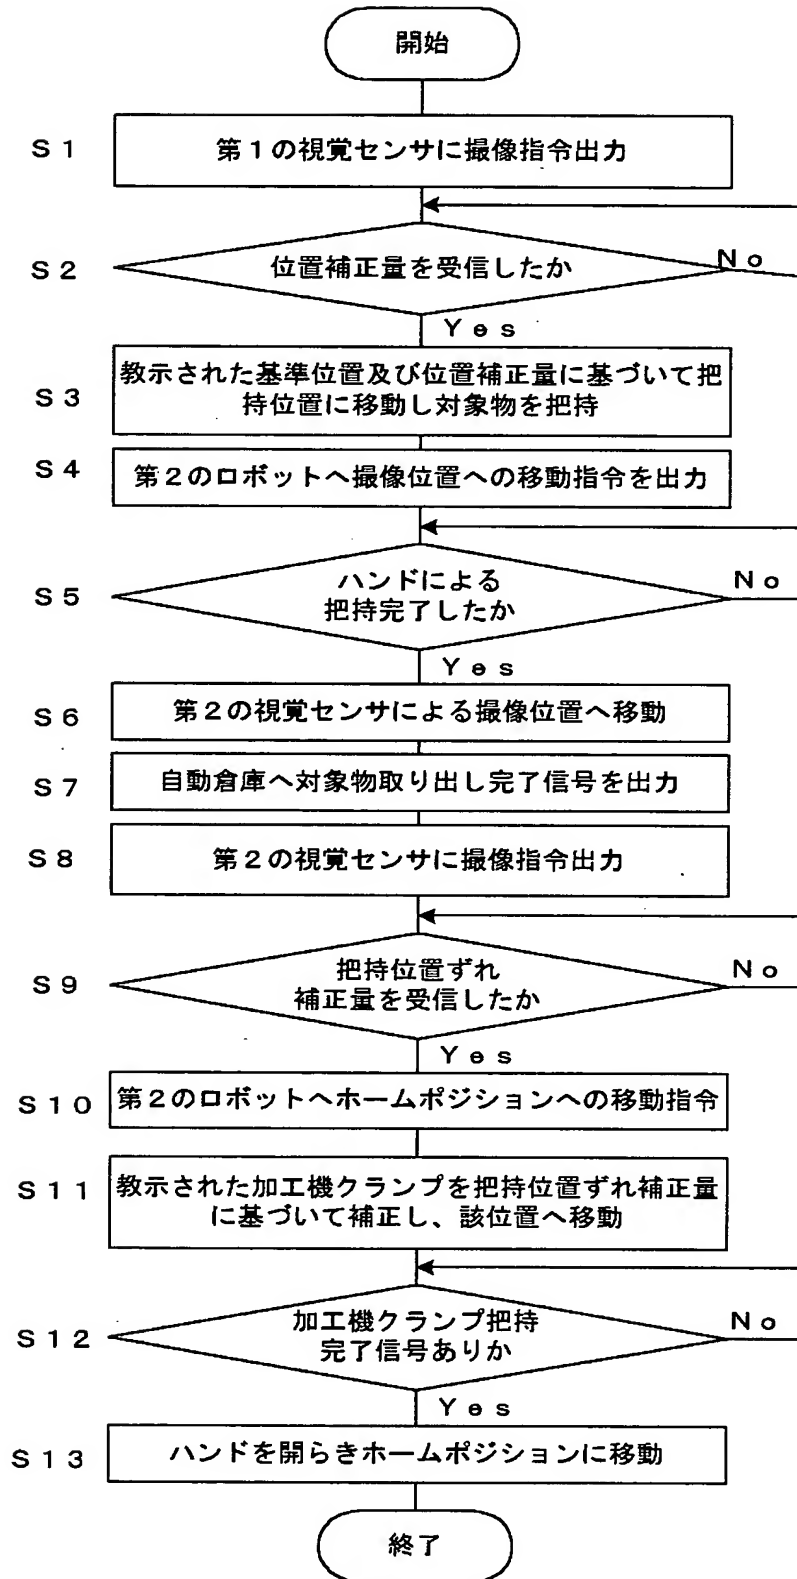 開始
S1
第1の視覚センサに撮像指令出力
S2
位置補正量を受信したか
No
Yes
S3
教示された基準位置及び位置補正量に基づいて把
持位置に移動し対象物を把持
S4
第2のロボットへ撮像位置への移動指令を出力
S5
ハンドによる
把持完了したか
No
Yes
S6
第2の視覚センサによる撮像位置へ移動
S7
自動倉庫へ対象物取り出し完了信号を出力
S8
第2の視覚センサに撮像指令出力
S9
把持位置ずれ
補正量を受信したか
No
Yes
S10
第2のロボットへホームポジションへの移動指令
S11
教示された加工機クランプを把持位置ずれ補正量
に基づいて補正し、該位置へ移動
S12
加工機クランプ把持
完了信号ありか
No
Yes
S13
ハンドを開らきホームポジションに移動
終了